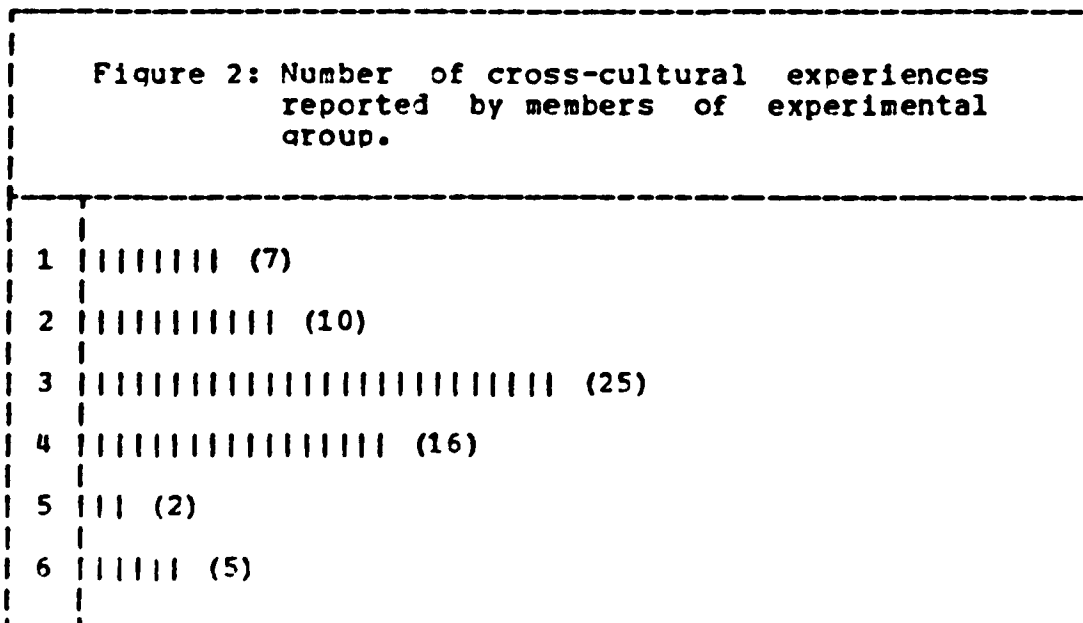 Figure 2: Number of cross-cultural experiences
reported by members of experimental
group.
1 ||||||| (7)
2 |||||||||| (10)
3 ||||||||||||||||||||||||| (25)
4 |||||||||||||||| (16)
5 || (2)
6 ||||| (5)